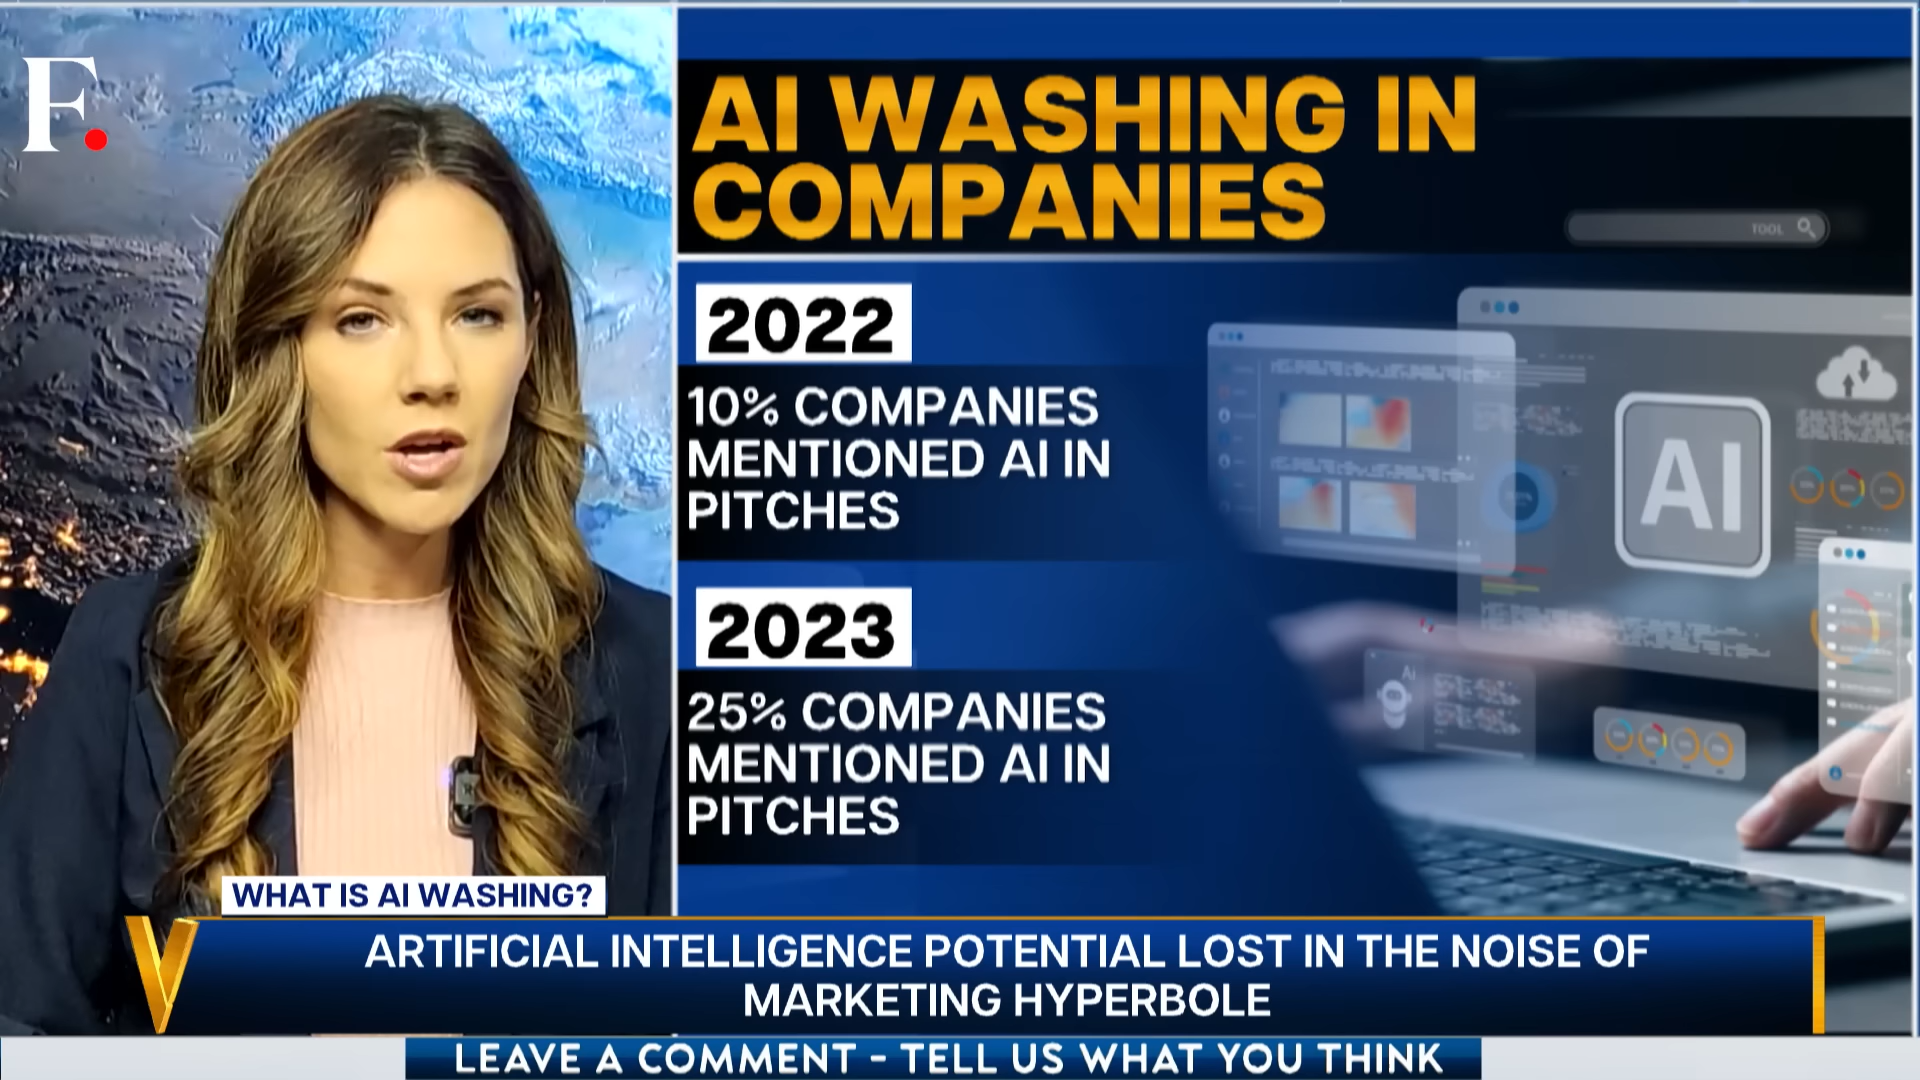 F.
AI WASHING IN
COMPANIES
TOOL
2022
10% COMPANIES
MENTIONED AI IN
PITCHES
2023
25% COMPANIES
MENTIONED AI IN
PITCHES
AI
Ai
WHAT IS AI WASHING?
V
ARTIFICIAL INTELLIGENCE POTENTIAL LOST IN THE NOISE OF
MARKETING HYPERBOLE
LEAVE A COMMENT - TELL US WHAT YOU THINK